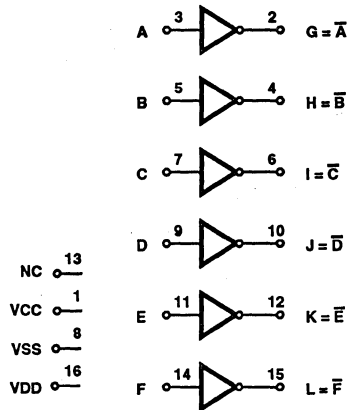 A 3 2 G = A̅
B 5 4 H = B̅
C 7 6 I = C̅
D 9 10 J = D̅
NC 13
VCC 1
E 11 12 K = E̅
VSS 8
VDD 16
F 14 15 L = F̅